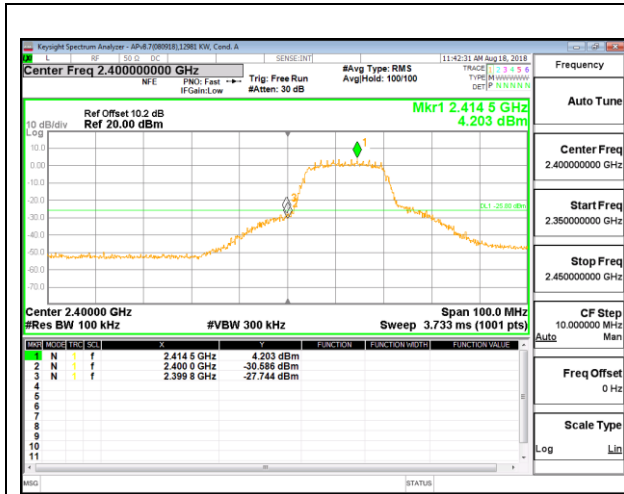 Keysight Spectrum Analyzer - APv8.7(080918),12981 KW, Cond. A
L RF 50 Ω DC SENSE:INT 11:42:31 AM Aug 18, 2018
Center Freq 2.400000000 GHz
NFE PNO: Fast IFGain:Low Trig: Free Run #Atten: 30 dB
#Avg Type: RMS Avg|Hold: 100/100
TRACE 1 2 3 4 5 6
TYPE M WWWWW
DET P N N N N N
Ref Offset 10.2 dB
Ref 20.00 dBm
10 dB/div
Log
Mkr1 2.414 5 GHz
4.203 dBm
10.0
0.00
-10.0
-20.0
-30.0
-40.0
-50.0
-60.0
-70.0
1
DL1 -25.80 dBm
Center 2.40000 GHz Span 100.0 MHz
#Res BW 100 kHz #VBW 300 kHz Sweep 3.733 ms (1001 pts)
MKR MODE TRC SCL X Y FUNCTION FUNCTION WIDTH FUNCTION VALUE
1 N 1 f 2.414 5 GHz 4.203 dBm
2 N 1 f 2.400 0 GHz -30.586 dBm
3 N 1 f 2.399 8 GHz -27.744 dBm
4
5
6
7
8
9
10
11
MSG STATUS
Frequency
Auto Tune
Center Freq
2.400000000 GHz
Start Freq
2.350000000 GHz
Stop Freq
2.450000000 GHz
CF Step
10.000000 MHz
Auto Man
Freq Offset
0 Hz
Scale Type
Log Lin